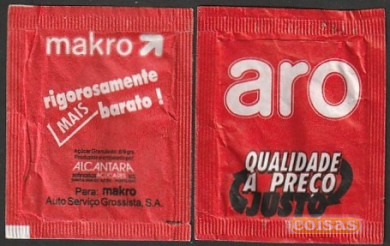 makro
rigorosamente
MAIS barato!
ALCANTARA
Para: makro
Auto Serviço Grossista, S.A.
aro
QUALIDADE
A PREÇO
JUSTO
coisas